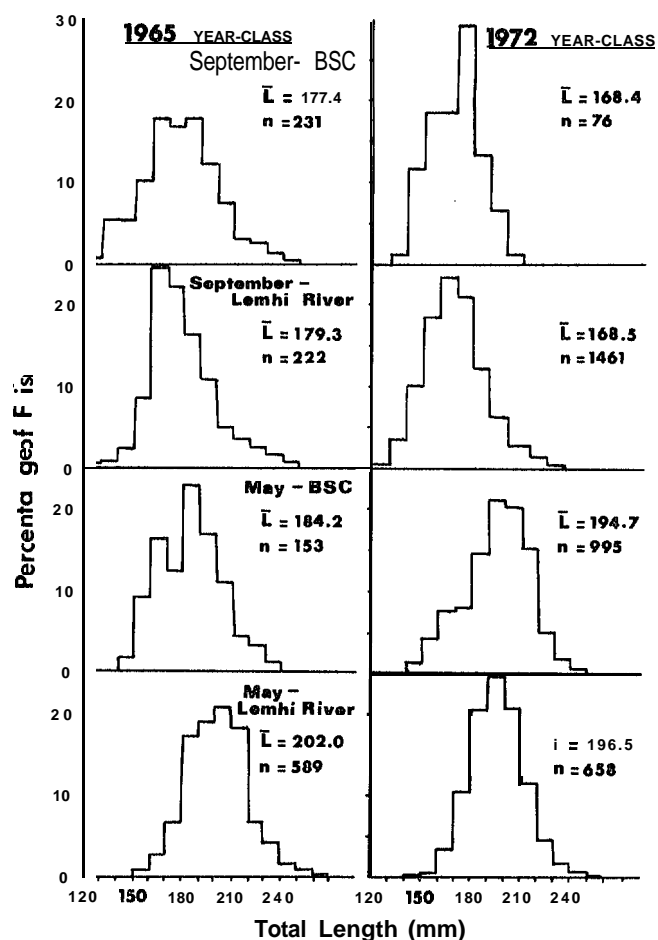 1965 YEAR-CLASS
September- BSC
L̅ = 177.4
n = 231
1972 YEAR-CLASS
L̅ = 168.4
n = 76
30
20
10
0
September –
Lemhi River
L̅ = 179.3
n = 222
L̅ = 168.5
n = 1461
20
10
0
May – BSC
L̅ = 184.2
n = 153
L̅ = 194.7
n = 995
20
10
0
May –
Lemhi River
L̅ = 202.0
n = 589
i = 196.5
n = 658
20
10
0
Percenta geof F is
120 150 180 210 240
120 150 180 210 240
Total Length (mm)